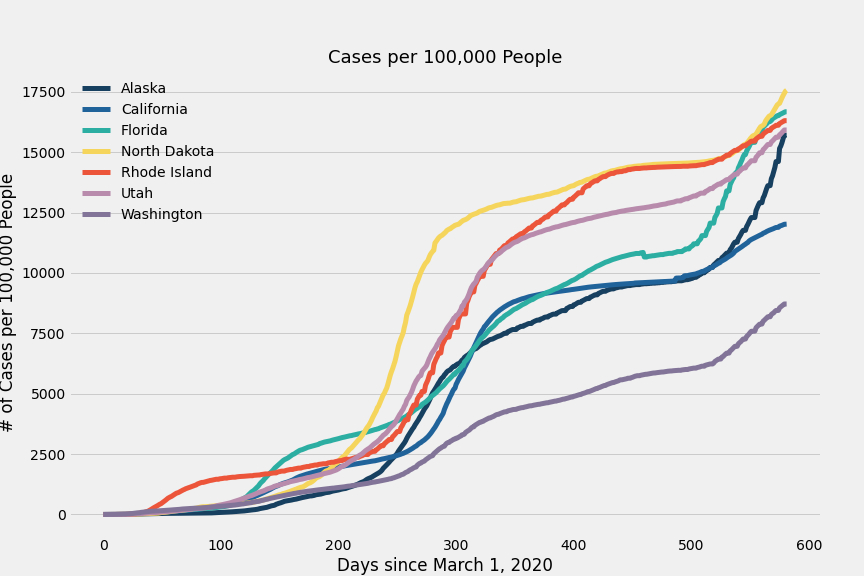 Cases per 100,000 People
Alaska
California
Florida
North Dakota
Rhode Island
Utah
Washington
# of Cases per 100,000 People
17500
15000
12500
10000
7500
5000
2500
0
0 100 200 300 400 500 600
Days since March 1, 2020